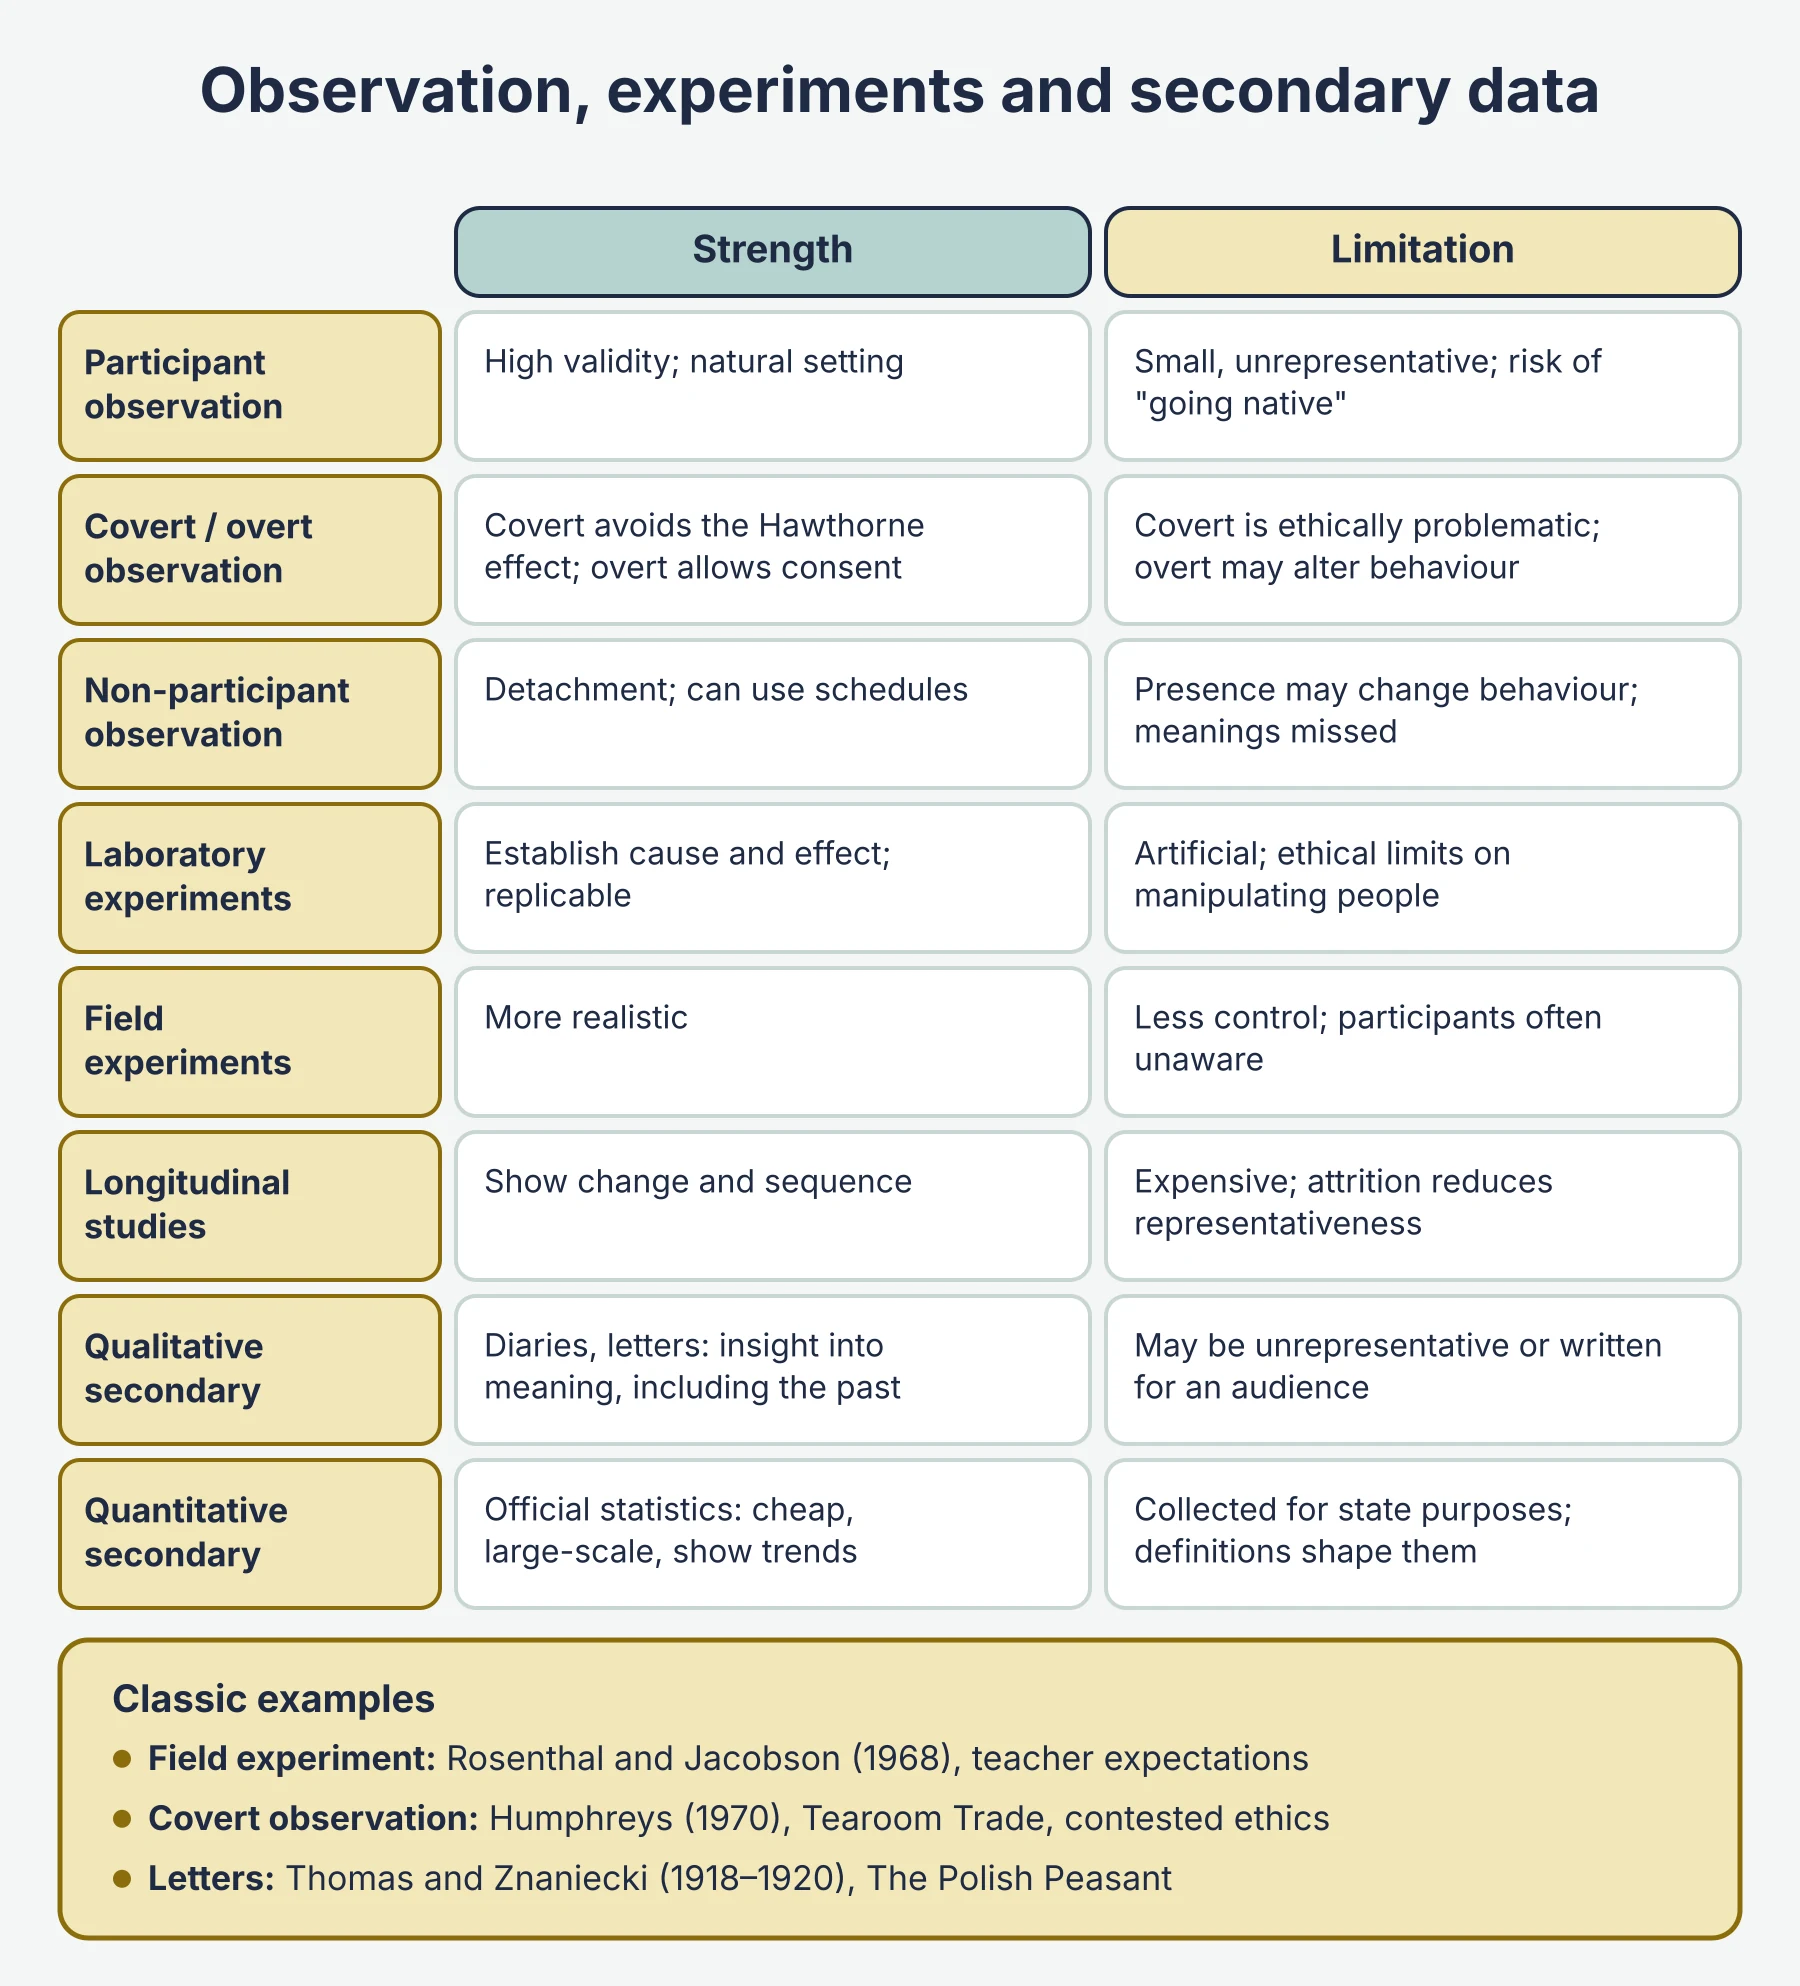 Observation, experiments and secondary data
Strength
Limitation
Participant
observation
High validity; natural setting
Small, unrepresentative; risk of
"going native"
Covert / overt
observation
Covert avoids the Hawthorne
effect; overt allows consent
Covert is ethically problematic;
overt may alter behaviour
Non-participant
observation
Detachment; can use schedules
Presence may change behaviour;
meanings missed
Laboratory
experiments
Establish cause and effect;
replicable
Artificial; ethical limits on
manipulating people
Field
experiments
More realistic
Less control; participants often
unaware
Longitudinal
studies
Show change and sequence
Expensive; attrition reduces
representativeness
Qualitative
secondary
Diaries, letters: insight into
meaning, including the past
May be unrepresentative or written
for an audience
Quantitative
secondary
Official statistics: cheap,
large-scale, show trends
Collected for state purposes;
definitions shape them
Classic examples
Field experiment: Rosenthal and Jacobson (1968), teacher expectations
Covert observation: Humphreys (1970), Tearoom Trade, contested ethics
Letters: Thomas and Znaniecki (1918–1920), The Polish Peasant